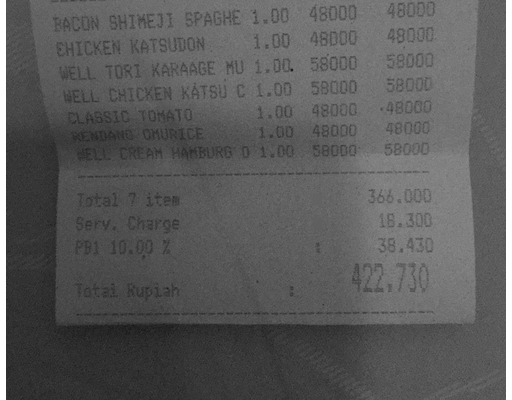 BACON SHIMEJI SPAGHE 1.00 48000 48000
CHICKEN KATSUDON 1.00 48000 48000
WELL TORI KARAAGE MU 1.00 58000 58000
WELL CHICKEN KATSU C 1.00 58000 58000
CLASSIC TOMATO 1.00 48000 48000
RENDANG OMURICE 1.00 48000 48000
WELL CREAM HAMBURG D 1.00 58000 58000
Total 7 item 366.000
Serv. Charge 18.300
PB1 10.00 % : 38.430
Total Rupiah : 422.730